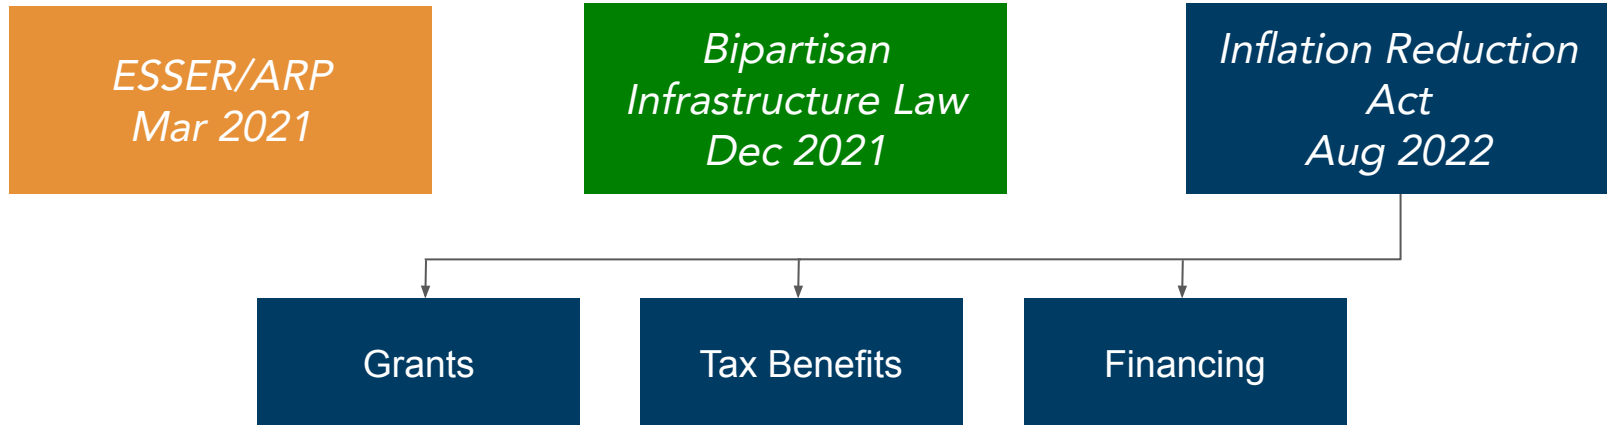 ESSER/ARP
Mar 2021
Bipartisan
Infrastructure Law
Dec 2021
Inflation Reduction
Act
Aug 2022
Grants
Tax Benefits
Financing